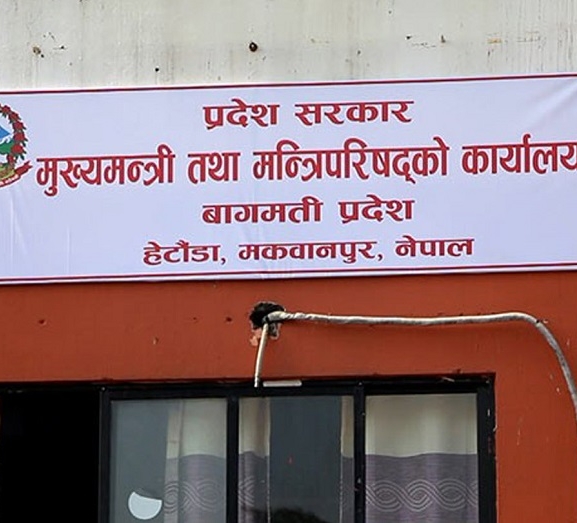 प्रदेश सरकार
मुख्यमन्त्री तथा मन्त्रिपरिषद्को कार्यालय
बागमती प्रदेश
हेटौंडा, मकवानपुर, नेपाल